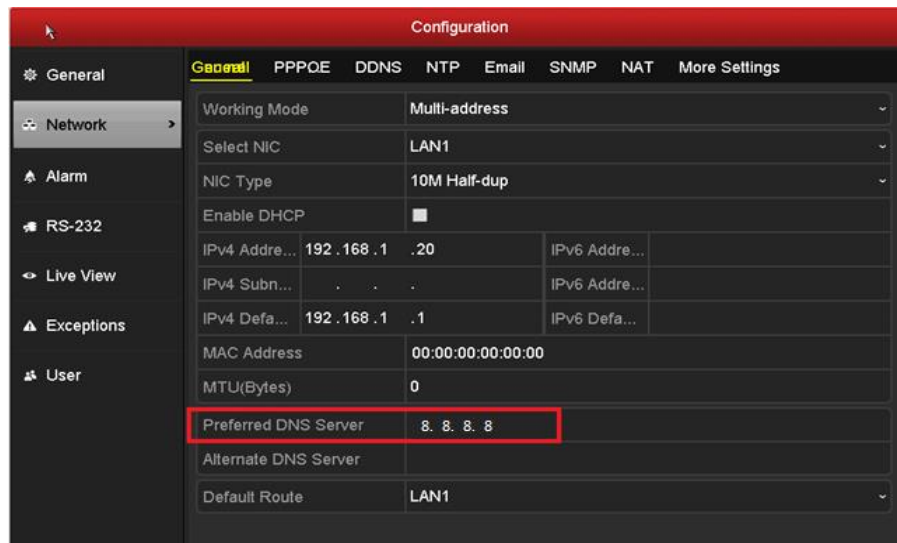 Configuration
General
Network
Alarm
RS-232
Live View
Exceptions
User
General PPPOE DDNS NTP Email SNMP NAT More Settings
Working Mode Multi-address
Select NIC LAN1
NIC Type 10M Half-dup
Enable DHCP
IPv4 Addre... 192.168.1 .20 IPv6 Addre...
IPv4 Subn... . . . IPv6 Addre...
IPv4 Defa... 192.168.1 .1 IPv6 Defa...
MAC Address 00:00:00:00:00:00
MTU(Bytes) 0
Preferred DNS Server 8. 8. 8. 8
Alternate DNS Server
Default Route LAN1